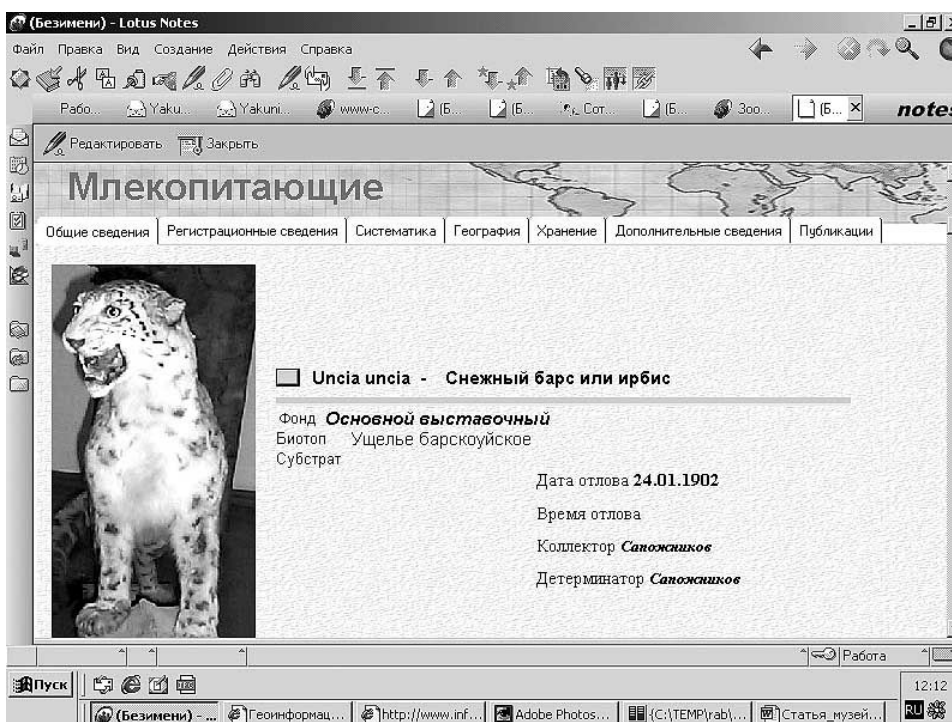 (Безимени) - Lotus Notes
Файл Правка Вид Создание Действия Справка
Рабо... Yaku... Yakuni... www-c... (Б... (Б... Сот... (Б... Зоо... (Б... notes
Редактировать Закрыть
Млекопитающие
Общие сведения Регистрационные сведения Систематика География Хранение Дополнительные сведения Публикации
Uncia uncia - Снежный барс или ирбис
Фонд Основной выставочный
Биотоп Ущелье барскоуйское
Субстрат
Дата отлова 24.01.1902
Время отлова
Коллектор Сапожников
Детерминатор Сапожников
Работа
Пуск 12:12
(Безимени) - ... Геоинформац... http://www.inf... Adobe Photos... {C:\TEMP\rab\... Статья_музей... RU